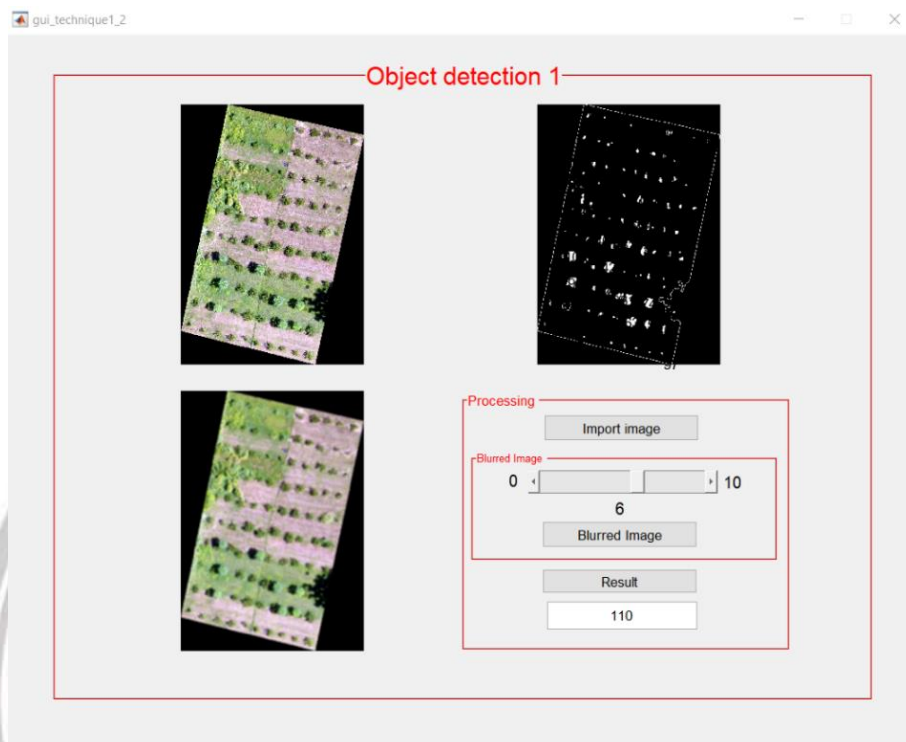 gui_technique1_2
Object detection 1
Processing
Import image
Blurred Image
0 10
6
Blurred Image
Result
110